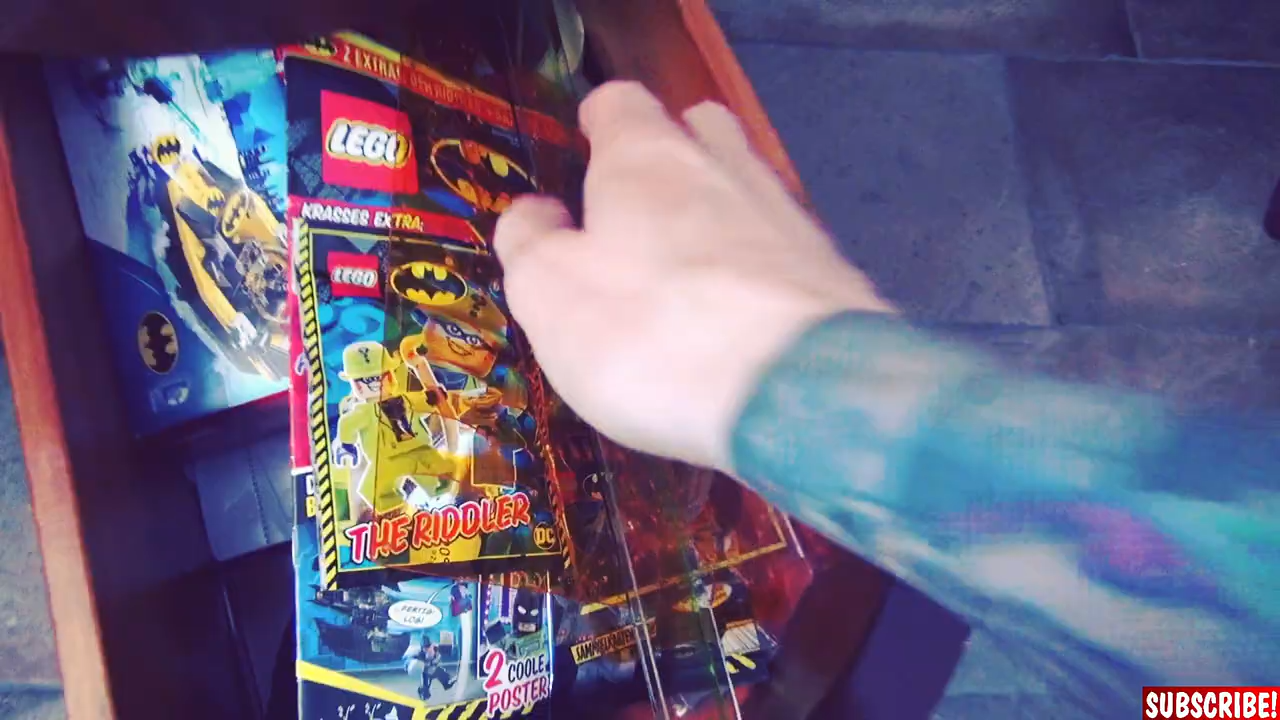 2 EXTRA
LEGO
KRASSES EXTRA:
LEGO
THE RIDDLER
DC
FERTIG.
LOS!
2 COOLE
POSTER
SUBSCRIBE!